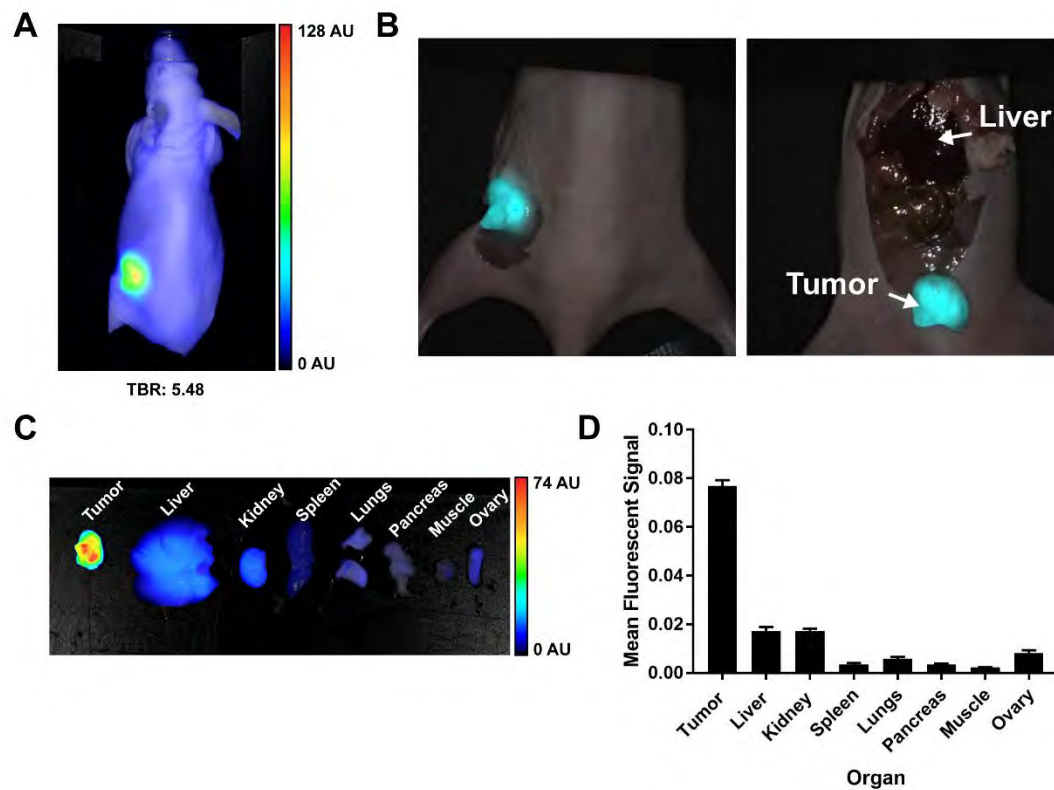 A
128 AU
0 AU
TBR: 5.48
B
Liver
Tumor
C
Tumor
Liver
Kidney
Spleen
Lungs
Pancreas
Muscle
Ovary
74 AU
0 AU
D
Mean Fluorescent Signal
0.10
0.08
0.06
0.04
0.02
0.00
Tumor
Liver
Kidney
Spleen
Lungs
Pancreas
Muscle
Ovary
Organ